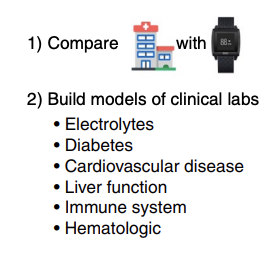 1) Compare with
2) Build models of clinical labs
• Electrolytes
• Diabetes
• Cardiovascular disease
• Liver function
• Immune system
• Hematologic